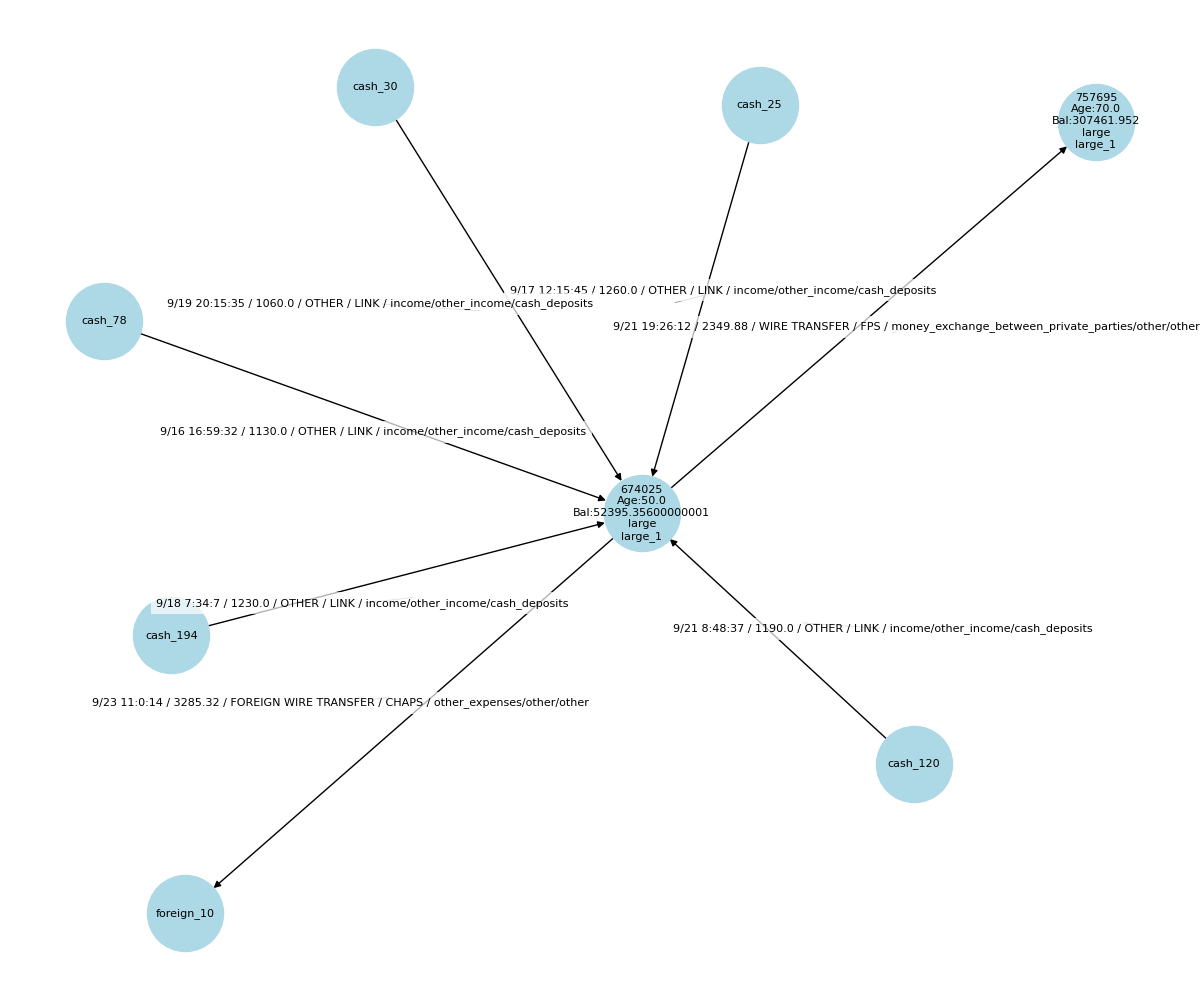 cash_30
cash_25
757695
Age:70.0
Bal:307461.952
large
large_1
9/17 12:15:45 / 1260.0 / OTHER / LINK / income/other_income/cash_deposits
9/19 20:15:35 / 1060.0 / OTHER / LINK / income/other_income/cash_deposits
cash_78
9/21 19:26:12 / 2349.88 / WIRE TRANSFER / FPS / money_exchange_between_private_parties/other/other
9/16 16:59:32 / 1130.0 / OTHER / LINK / income/other_income/cash_deposits
674025
Age:50.0
Bal:52395.35600000001
large
large_1
9/18 7:34:7 / 1230.0 / OTHER / LINK / income/other_income/cash_deposits
cash_194
9/21 8:48:37 / 1190.0 / OTHER / LINK / income/other_income/cash_deposits
9/23 11:0:14 / 3285.32 / FOREIGN WIRE TRANSFER / CHAPS / other_expenses/other/other
cash_120
foreign_10